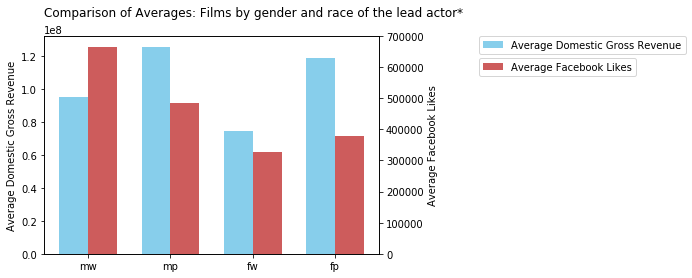 Comparison of Averages: Films by gender and race of the lead actor*
1e8
Average Domestic Gross Revenue
1.2
1.0
0.8
0.6
0.4
0.2
0.0
mw
mp
fw
fp
700000
600000
500000
400000
300000
200000
100000
0
Average Facebook Likes
Average Domestic Gross Revenue
Average Facebook Likes